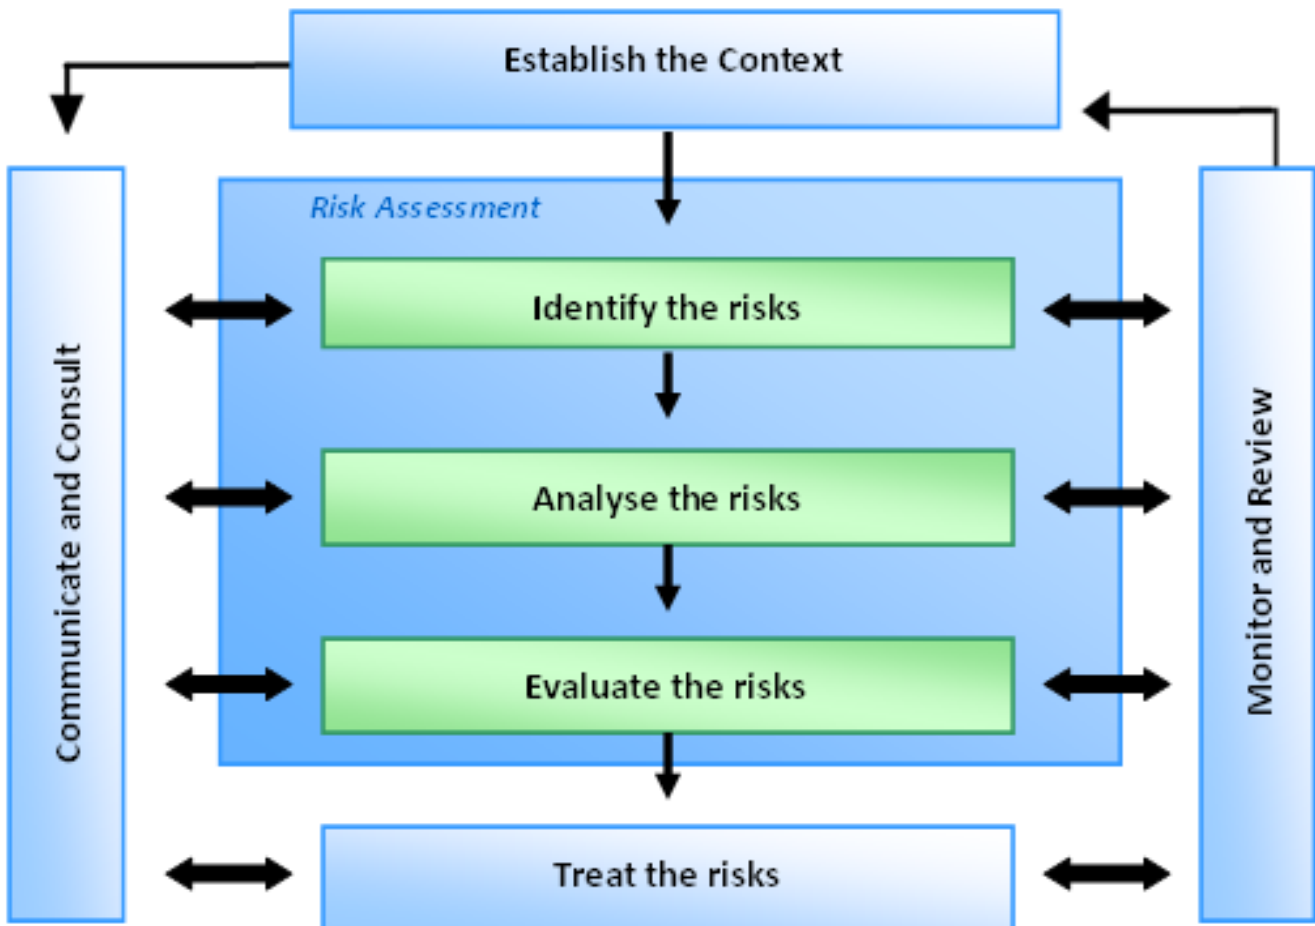 Establish the Context
Risk Assessment
Identify the risks
Communicate and Consult
Analyse the risks
Monitor and Review
Evaluate the risks
Treat the risks